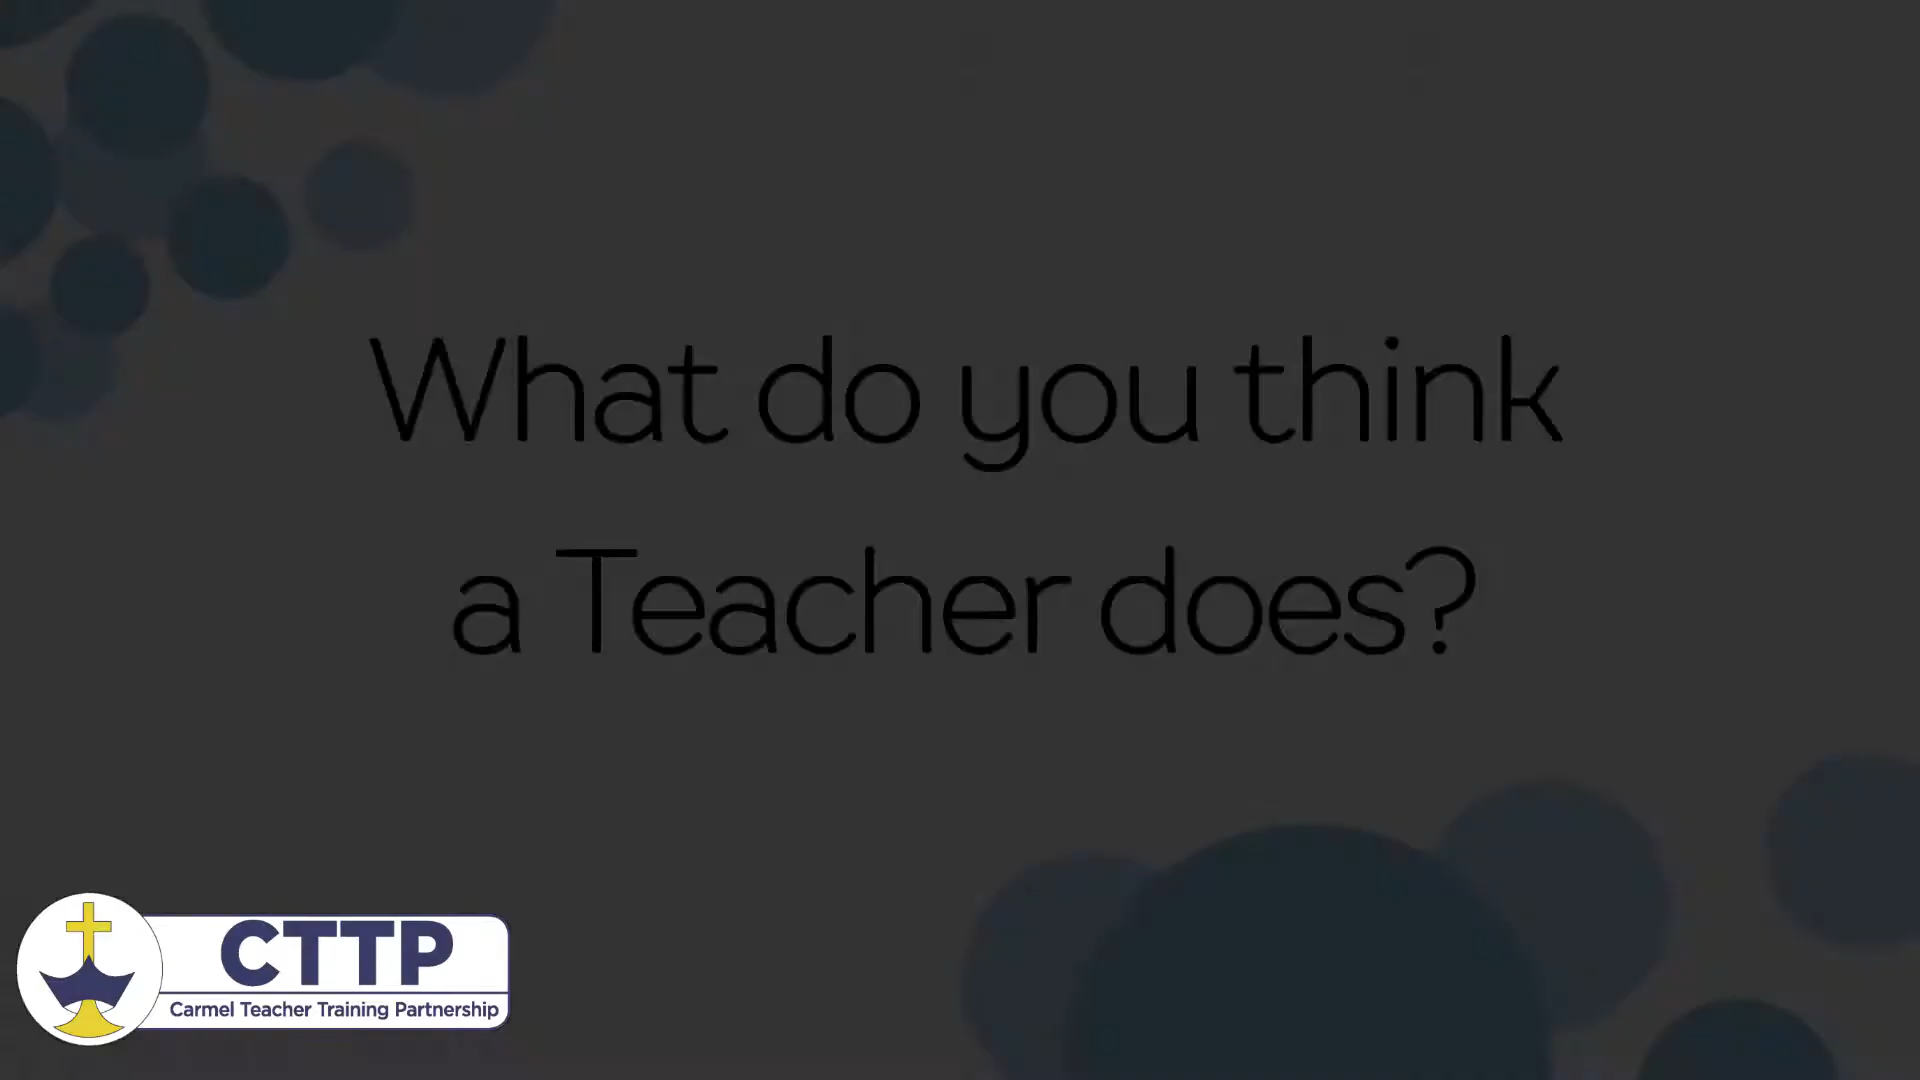 What do you think
a Teacher does?
CTTP
Carmel Teacher Training Partnership